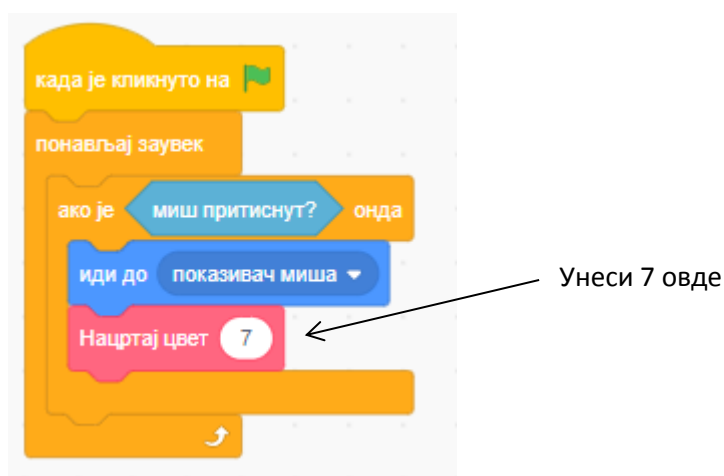 када је кликнуто на
понављај заувек
ако је миш притиснут? онда
иди до показивач миша
Нацртај цвет 7
Унеси 7 овде